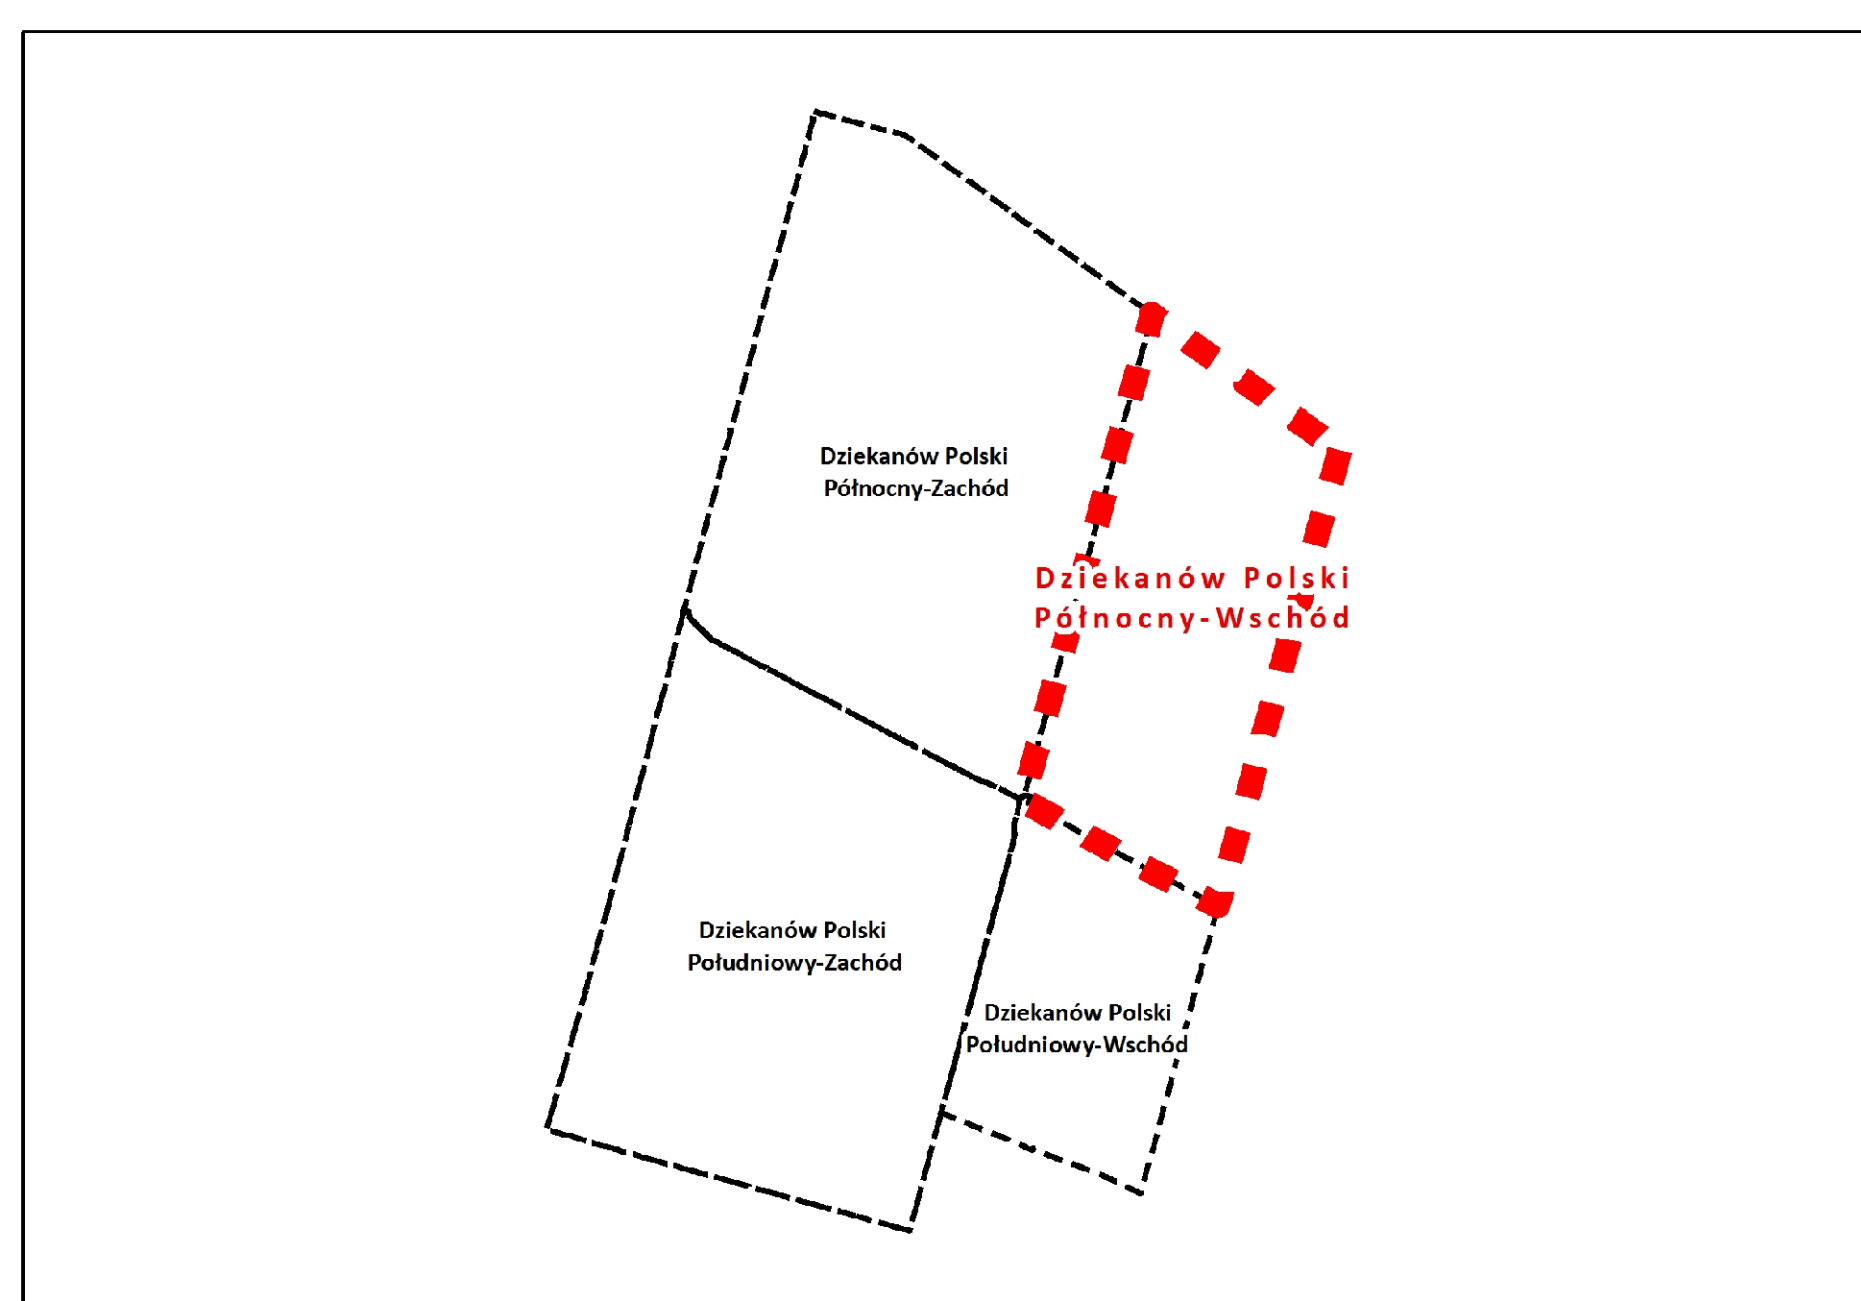 Dziekanów Polski
Północny-Zachód
Dziekanów Polski
Północny-Wschód
Dziekanów Polski
Południowy-Zachód
Dziekanów Polski
Południowy-Wschód